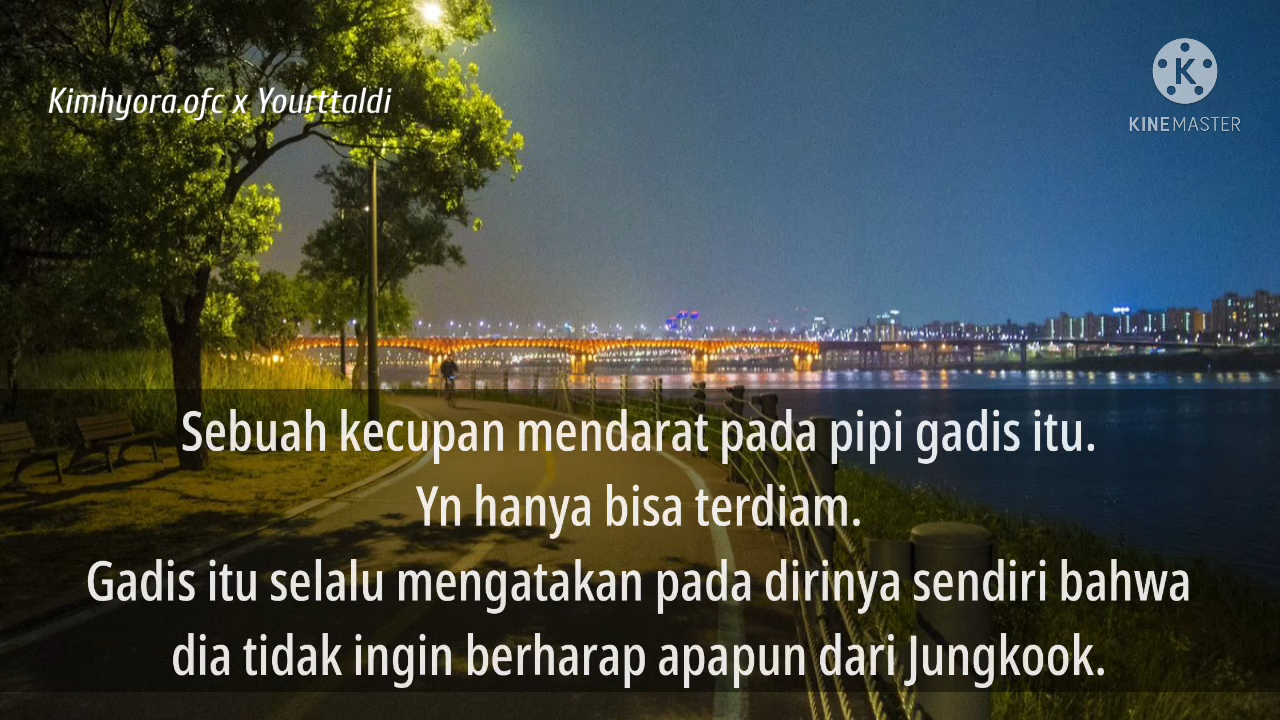 Kimhyora.ofc x Yourttaldi
K
KINEMASTER
Sebuah kecupan mendarat pada pipi gadis itu.
Yn hanya bisa terdiam.
Gadis itu selalu mengatakan pada dirinya sendiri bahwa
dia tidak ingin berharap apapun dari Jungkook.